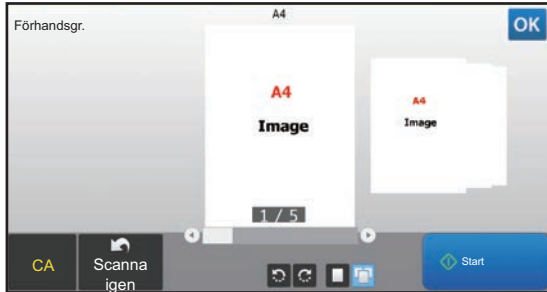 A4
Förhandsgr.
OK
A4
Image
A4
Image
1 / 5
CA
Scanna
igen
Start